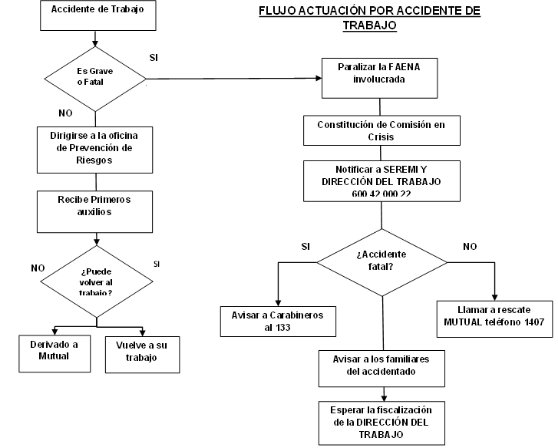 FLUJO ACTUACIÓN POR ACCIDENTE DE
TRABAJO
Accidente de Trabajo
Es Grave
o Fatal
SI
NO
Dirigirse a la oficina
de Prevención de
Riesgos
Recibe Primeros
auxilios
¿Puede
volver al
trabajo?
NO
SI
Derivado a
Mutual
Vuelve a su
trabajo
Paralizar la FAENA
involucrada
Constitución de Comisión en
Crisis
Notificar a SEREMI Y
DIRECCIÓN DEL TRABAJO
600 42 000 22
¿Accidente
fatal?
SI
NO
Avisar a Carabineros
al 133
Llamar a rescate
MUTUAL teléfono 1407
Avisar a los familiares
del accidentado
Esperar la fiscalización
de la DIRECCIÓN DEL
TRABAJO